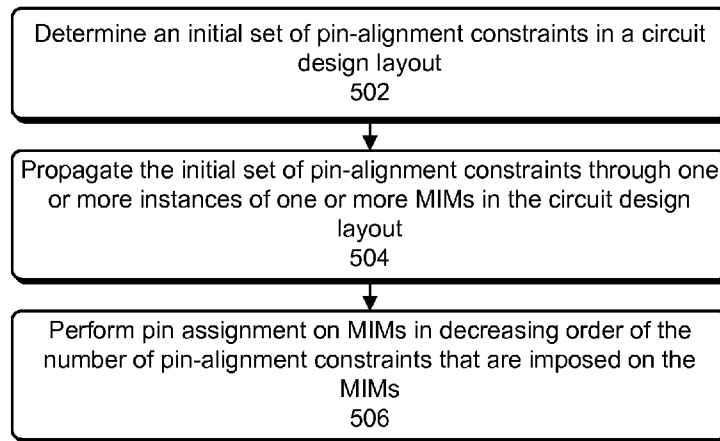 Determine an initial set of pin-alignment constraints in a circuit
design layout
502
Propagate the initial set of pin-alignment constraints through one
or more instances of one or more MIMs in the circuit design
layout
504
Perform pin assignment on MIMs in decreasing order of the
number of pin-alignment constraints that are imposed on the
MIMs
506